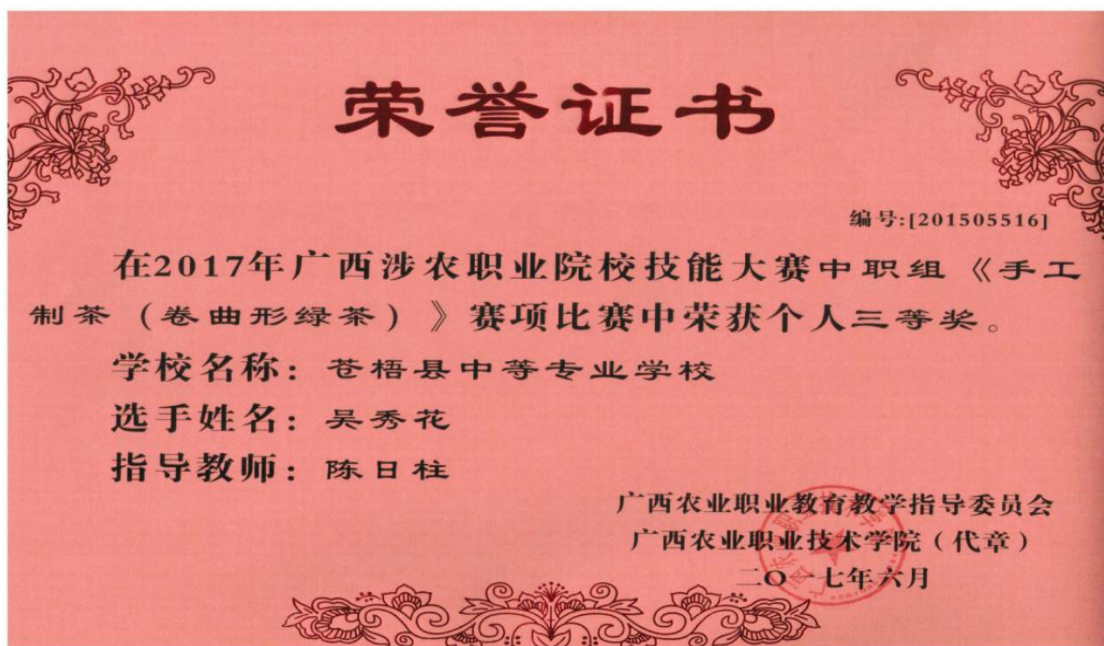 荣誉证书
编号:[201505516]
在2017年广西涉农职业院校技能大赛中职组《手工
制茶（卷曲形绿茶）》赛项比赛中荣获个人三等奖。
学校名称：苍梧县中等专业学校
选手姓名：吴秀花
指导教师：陈日柱
广西农业职业教育教学指导委员会
广西农业职业技术学院（代章）
二〇一七年六月